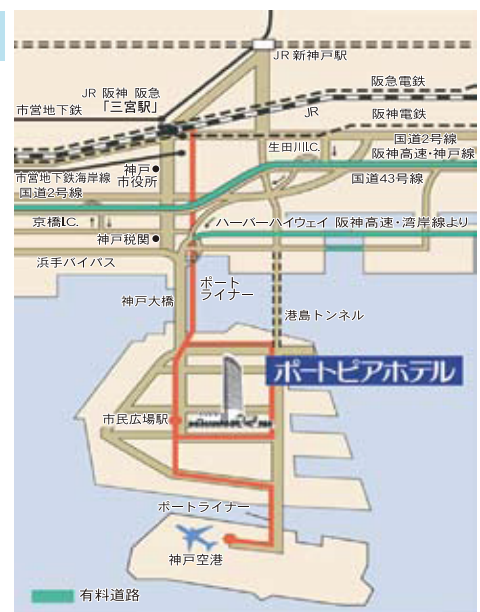 JR 新神戸駅
阪急電鉄
JR 阪神 阪急
「三宮駅」
市営地下鉄
JR
阪神電鉄
国道2号線
生田川I.C.
阪神高速・神戸線
神戸
市役所
市営地下鉄海岸線
国道2号線
国道43号線
京橋I.C.
ハーバーハイウェイ
阪神高速・湾岸線より
神戸税関
浜手バイパス
ポート
ライナー
神戸大橋
港島トンネル
ポートピアホテル
市民広場駅
ポートライナー
神戸空港
有料道路